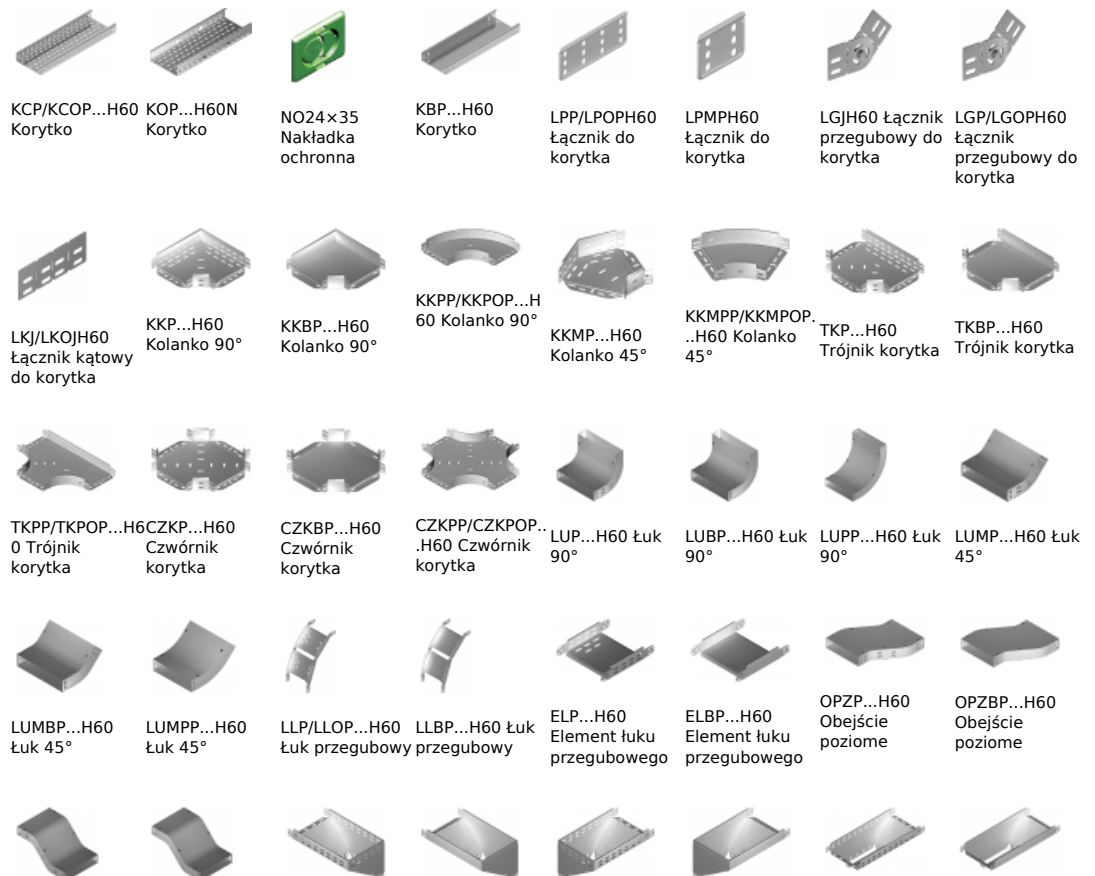 KCP/KCOP...H60
Korytko
KOP...H60N
Korytko
NO24×35
Nakładka
ochronna
KBP...H60
Korytko
LPP/LPOPH60
Łącznik do
korytka
LPMPH60
Łącznik do
korytka
LGJH60 Łącznik
przegubowy do
korytka
LGP/LGOPH60
Łącznik
przegubowy do
korytka
LKJ/LKOJH60
Łącznik kątowy
do korytka
KKP...H60
Kolanko 90°
KKBP...H60
Kolanko 90°
KKPP/KKPOP...H
60 Kolanko 90°
KKMP...H60
Kolanko 45°
KKMPP/KKMPOP.
..H60 Kolanko
45°
TKP...H60
Trójnik korytka
TKBP...H60
Trójnik korytka
TKPP/TKPOP...H6
0 Trójnik
korytka
CZKP...H60
Czwórnik
korytka
CZKBP...H60
Czwórnik
korytka
CZKPP/CZKPOP..
.H60 Czwórnik
korytka
LUP...H60 Łuk
90°
LUBP...H60 Łuk
90°
LUPP...H60 Łuk
90°
LUMP...H60 Łuk
45°
LUMBP...H60
Łuk 45°
LUMPP...H60
Łuk 45°
LLP/LLOP...H60
Łuk przegubowy
LLBP...H60 Łuk
przegubowy
ELP...H60
Element łuku
przegubowego
ELBP...H60
Element łuku
przegubowego
OPZP...H60
Obejście
poziome
OPZBP...H60
Obejście
poziome